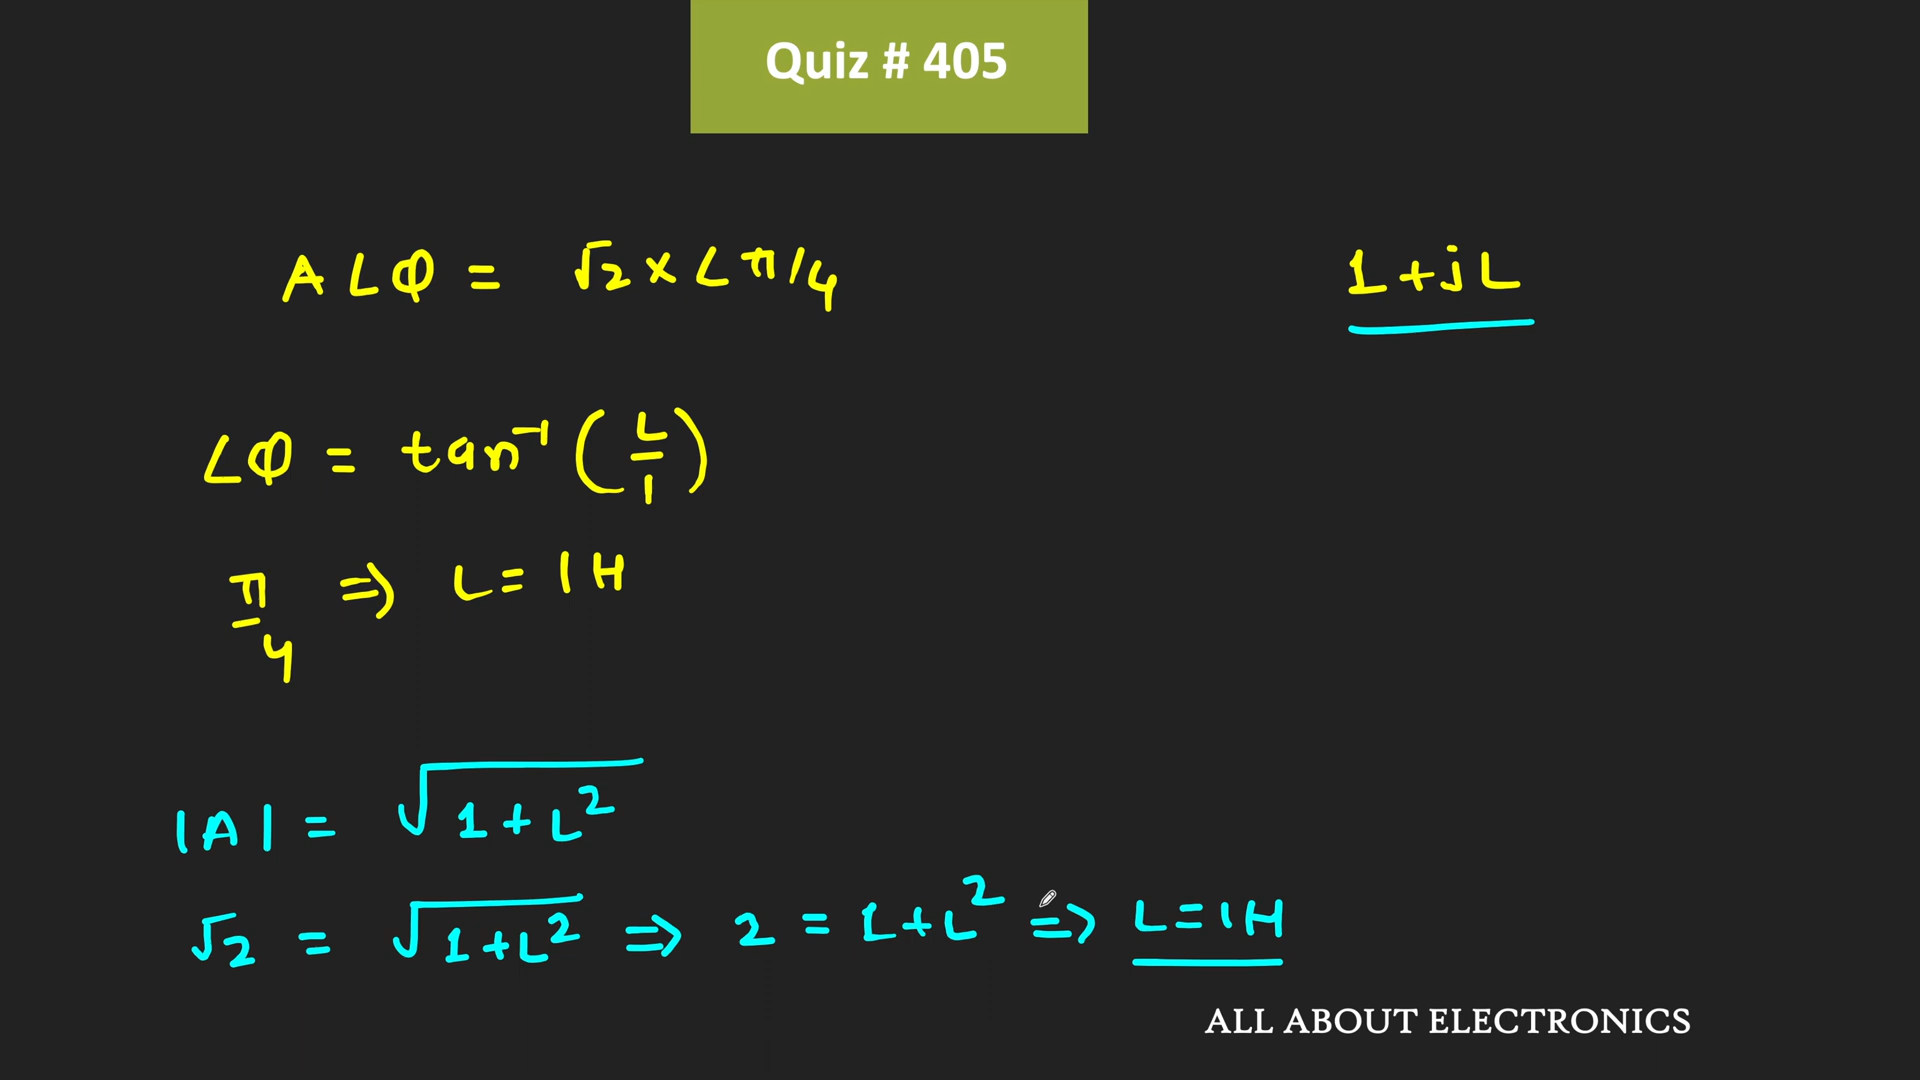 Quiz # 405
A∠Φ = √2 × ∠π/4
1+jL
∠Φ = tan⁻¹ (L/1)
π/4 ⇒ L = 1H
|A| = √(1+L²)
√2 = √(1+L²) ⇒ 2 = 1+L² ⇒ L=1H
ALL ABOUT ELECTRONICS